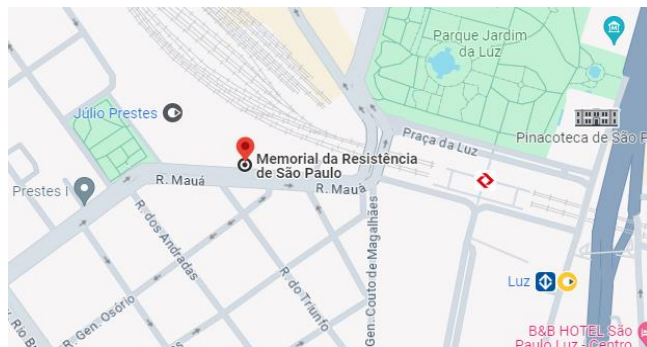 Parque Jardim
da Luz
Júlio Prestes
Praça da Luz
Pinacoteca de São P
Memorial da Resistência
de São Paulo
R. Mauá
R. Mauá
Prestes I
R. dos Andradas
R. do Triunfo
Gen. Couto de Magalhães
Luz
R. Gen. Osório
v. Rio B
B&B HOTEL São
Paulo Luz - Centro